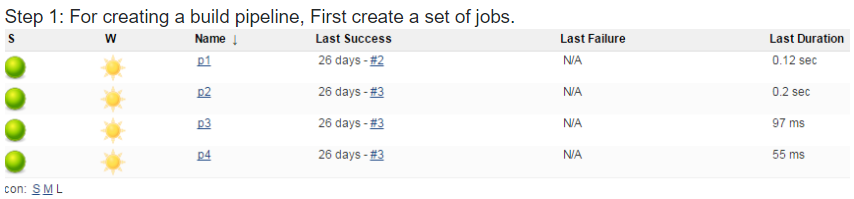 Step 1: For creating a build pipeline, First create a set of jobs.
S W Name ↓ Last Success Last Failure Last Duration
p1 26 days - #2 N/A 0.12 sec
p2 26 days - #3 N/A 0.2 sec
p3 26 days - #3 N/A 97 ms
p4 26 days - #3 N/A 55 ms
con: S M L